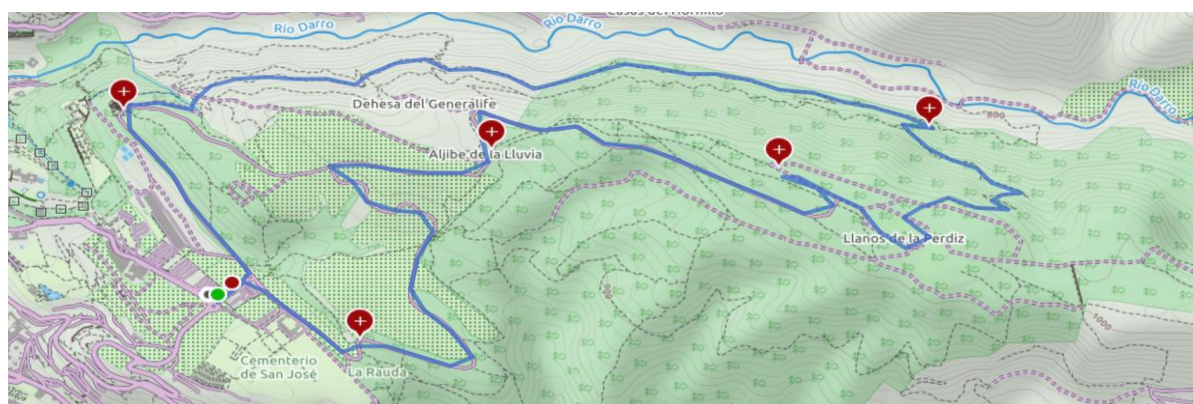 Casas del Hornillo
Río Darro
Río Darro
Río Darro
800
Dehesa del Generalife
Aljibe de la Lluvia
Llanos de la Perdiz
1000
Cementerio
de San José
La Rauda